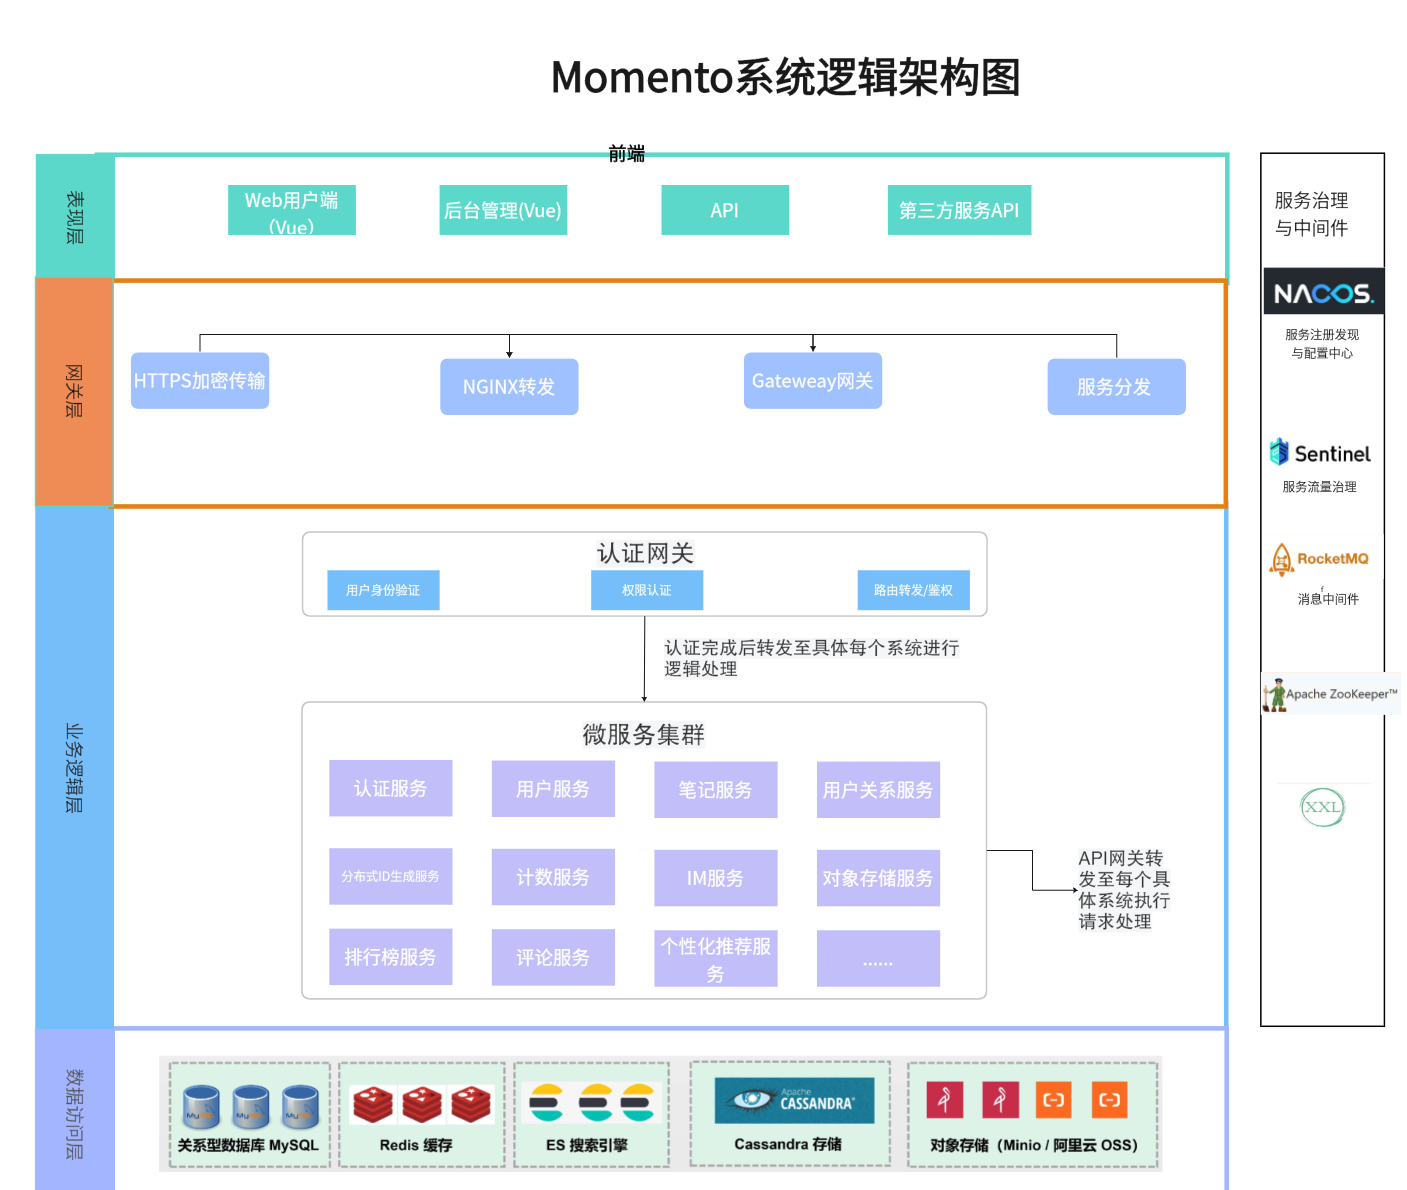 Momento系统逻辑架构图
前端
表现层
Web用户端
（Vue）
后台管理(Vue)
API
第三方服务API
网关层
HTTPS加密传输
NGINX转发
Gateweay网关
服务分发
业务逻辑层
认证网关
用户身份验证
权限认证
路由转发/鉴权
认证完成后转发至具体每个系统进行
逻辑处理
微服务集群
认证服务
用户服务
笔记服务
用户关系服务
分布式ID生成服务
计数服务
IM服务
对象存储服务
排行榜服务
评论服务
个性化推荐服
务
......
API网关转
发至每个具
体系统执行
请求处理
数据访问层
关系型数据库 MySQL
Redis 缓存
ES 搜索引擎
Apache
CASSANDRA
Cassandra 存储
对象存储（Minio / 阿里云 OSS）
服务治理
与中间件
NACOS.
服务注册发现
与配置中心
Sentinel
服务流量治理
RocketMQ
f
消息中间件
Apache ZooKeeper™
XXL